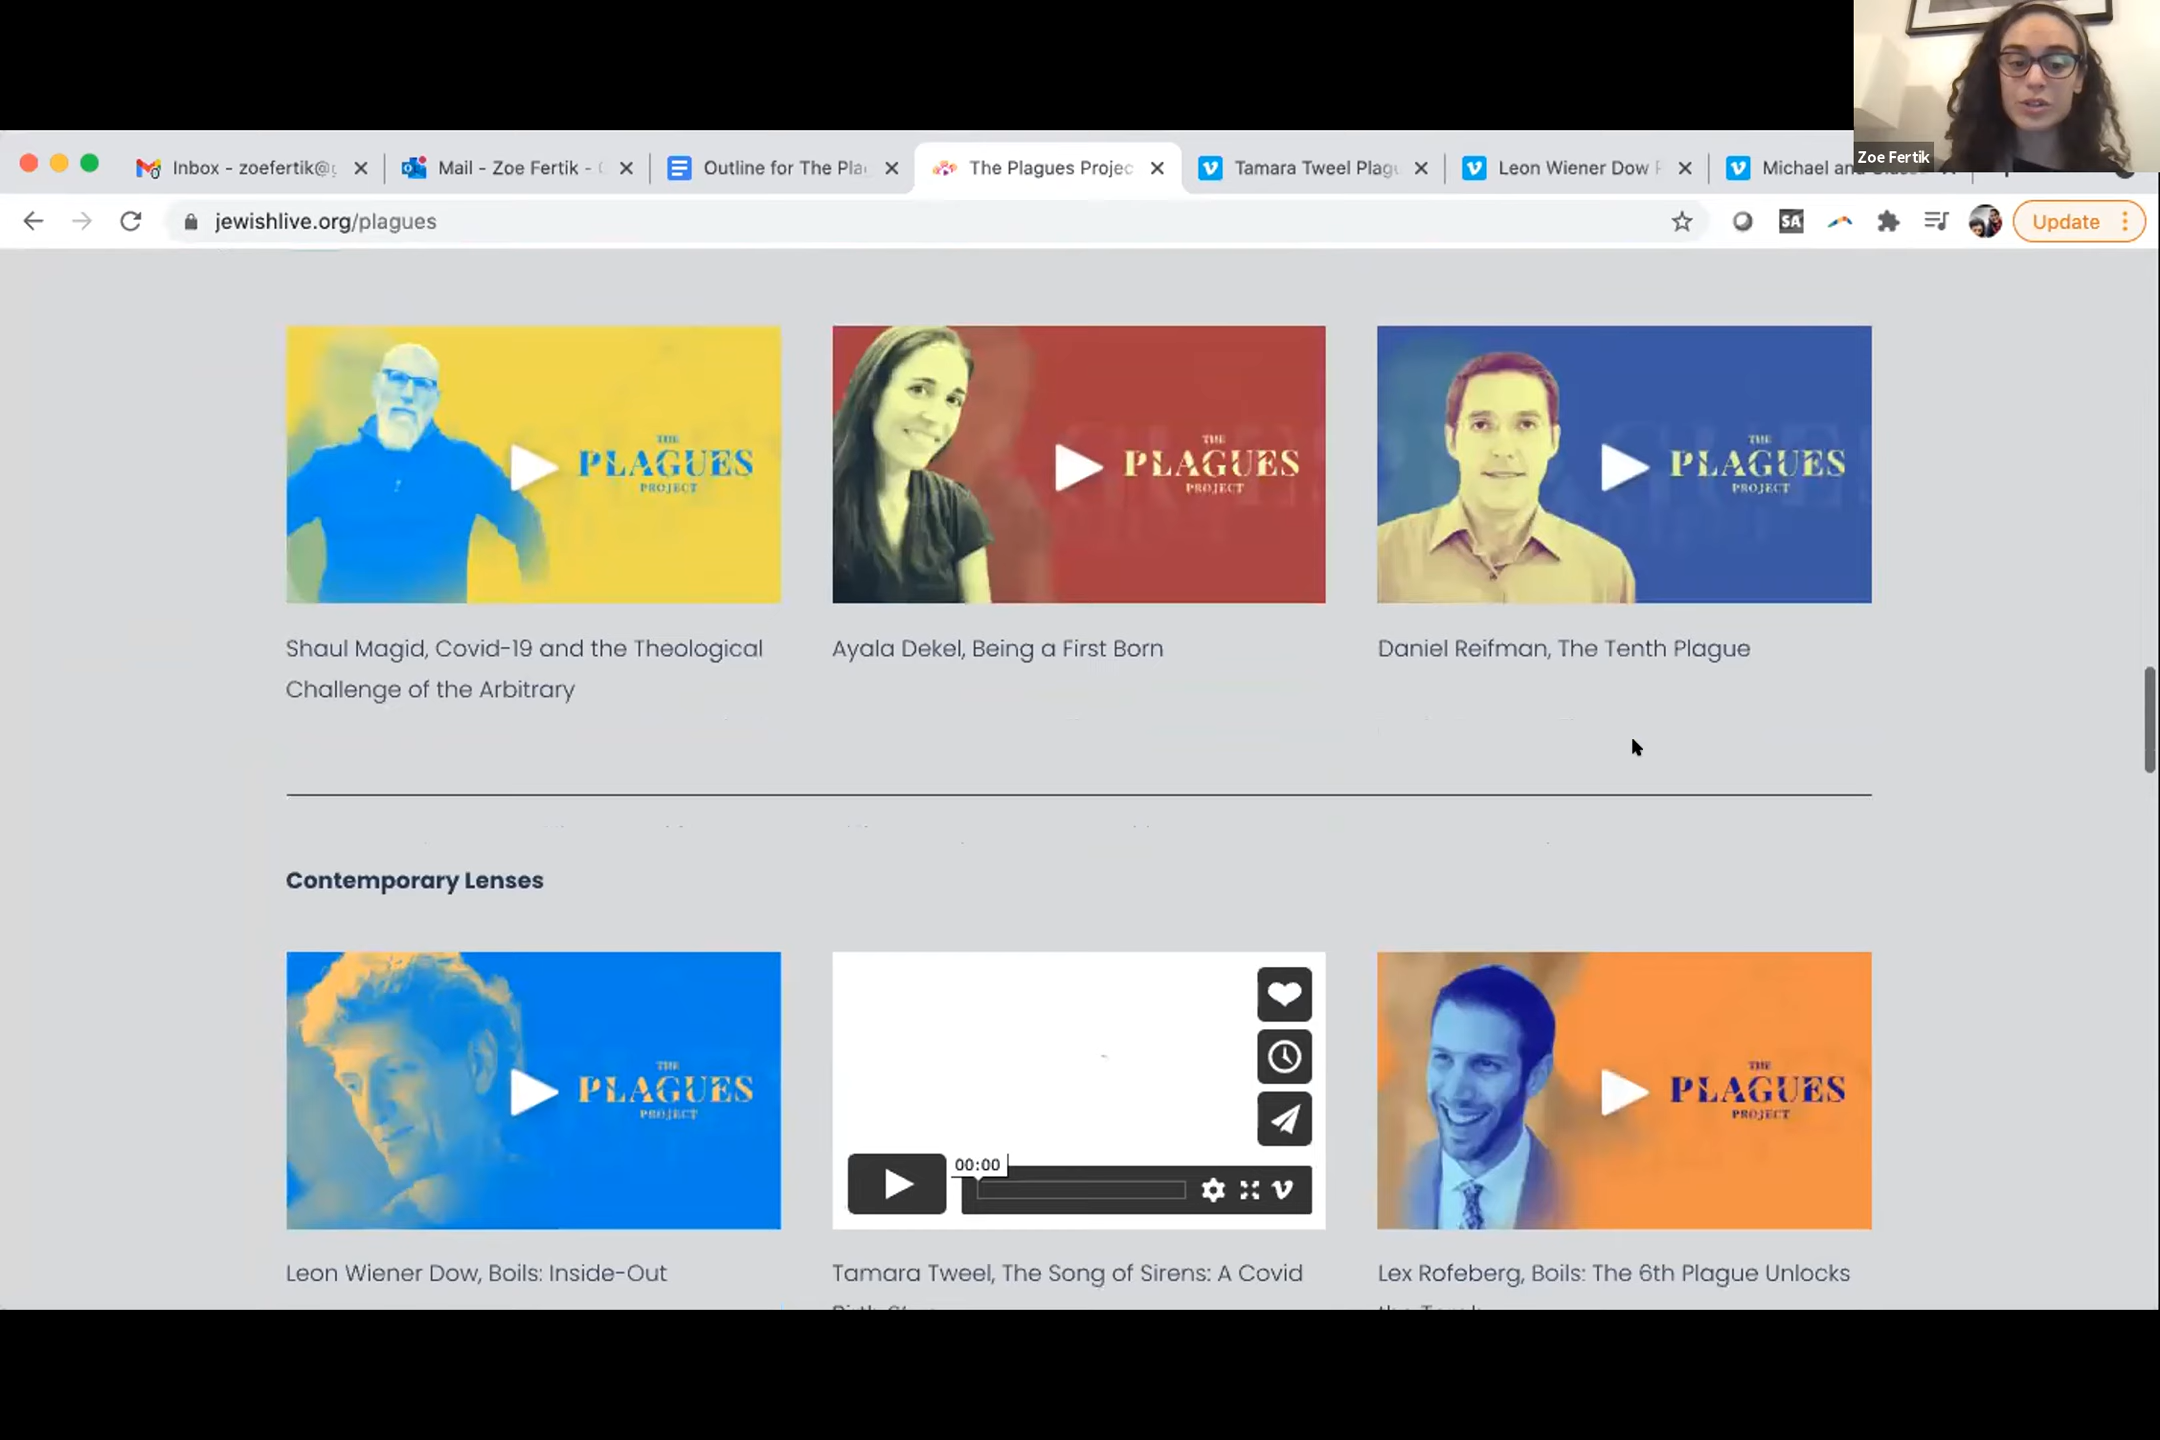 Zoe Fertik
Inbox - zoefertik@
Mail - Zoe Fertik -
Outline for The Pla
The Plagues Projec
Tamara Tweel Plag
Leon Wiener Dow
Michael an
jewishlive.org/plagues
SA
Update
THE
PLAGUES
PROJECT
THE
PLAGUES
PROJECT
THE
PLAGUES
PROJECT
Shaul Magid, Covid-19 and the Theological
Challenge of the Arbitrary
Ayala Dekel, Being a First Born
Daniel Reifman, The Tenth Plague
Contemporary Lenses
THE
PLAGUES
PROJECT
00:00
THE
PLAGUES
PROJECT
Leon Wiener Dow, Boils: Inside-Out
Tamara Tweel, The Song of Sirens: A Covid
Lex Rofeberg, Boils: The 6th Plague Unlocks